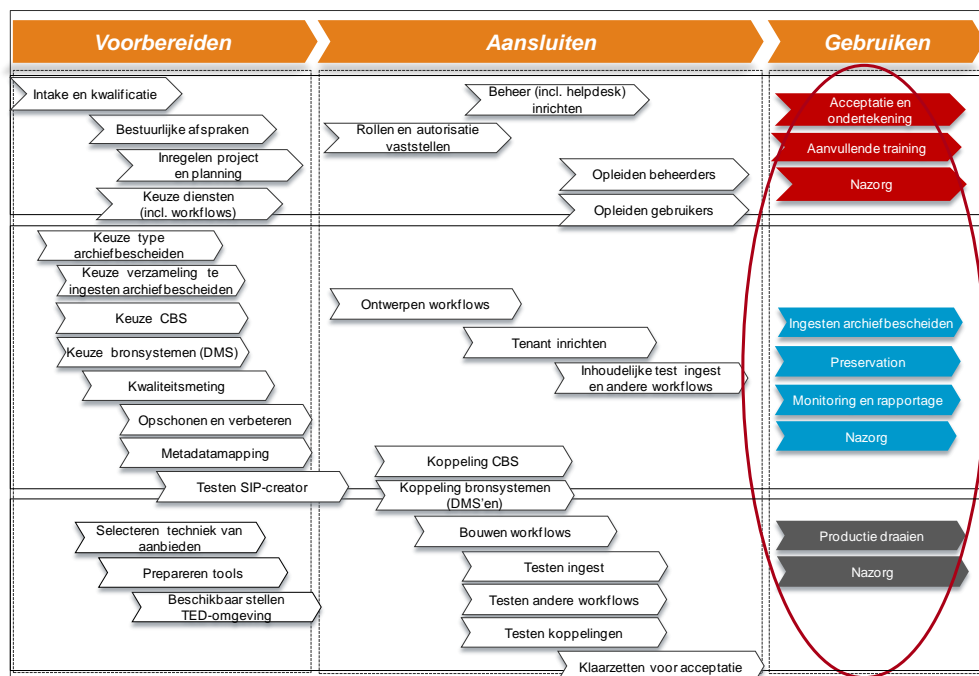 Voorbereiden
Intake en kwalificatie
Bestuurlijke afspraken
Inregelen project
en planning
Keuze diensten
(incl. workflows)
Keuze type
archiefbescheiden
Keuze verzameling te
ingesten archiefbescheiden
Keuze CBS
Keuze bronsystemen (DMS)
Kwaliteitsmeting
Opschonen en verbeteren
Metadatamapping
Testen SIP-creator
Selecteren techniek van
aanbieden
Prepareren tools
Beschikbaar stellen
TED-omgeving
Aansluiten
Beheer (incl. helpdesk)
inrichten
Rollen en autorisatie
vaststellen
Opleiden beheerders
Opleiden gebruikers
Ontwerpen workflows
Tenant inrichten
Inhoudelijke test ingest
en andere workflows
Koppeling CBS
Koppeling bronsystemen
(DMS'en)
Bouwen workflows
Testen ingest
Testen andere workflows
Testen koppelingen
Klaarzetten voor acceptatie
Gebruiken
Acceptatie en
ondertekening
Aanvullende training
Nazorg
Ingesten archiefbescheiden
Preservation
Monitoring en rapportage
Nazorg
Productie draaien
Nazorg